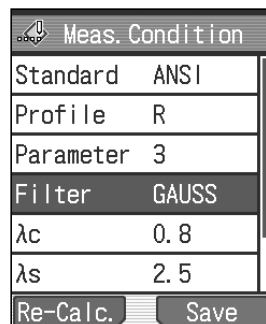 Meas. Condition
Standard ANSI
Profile R
Parameter 3
Filter GAUSS
λc 0.8
λs 2.5
Re-Calc. Save